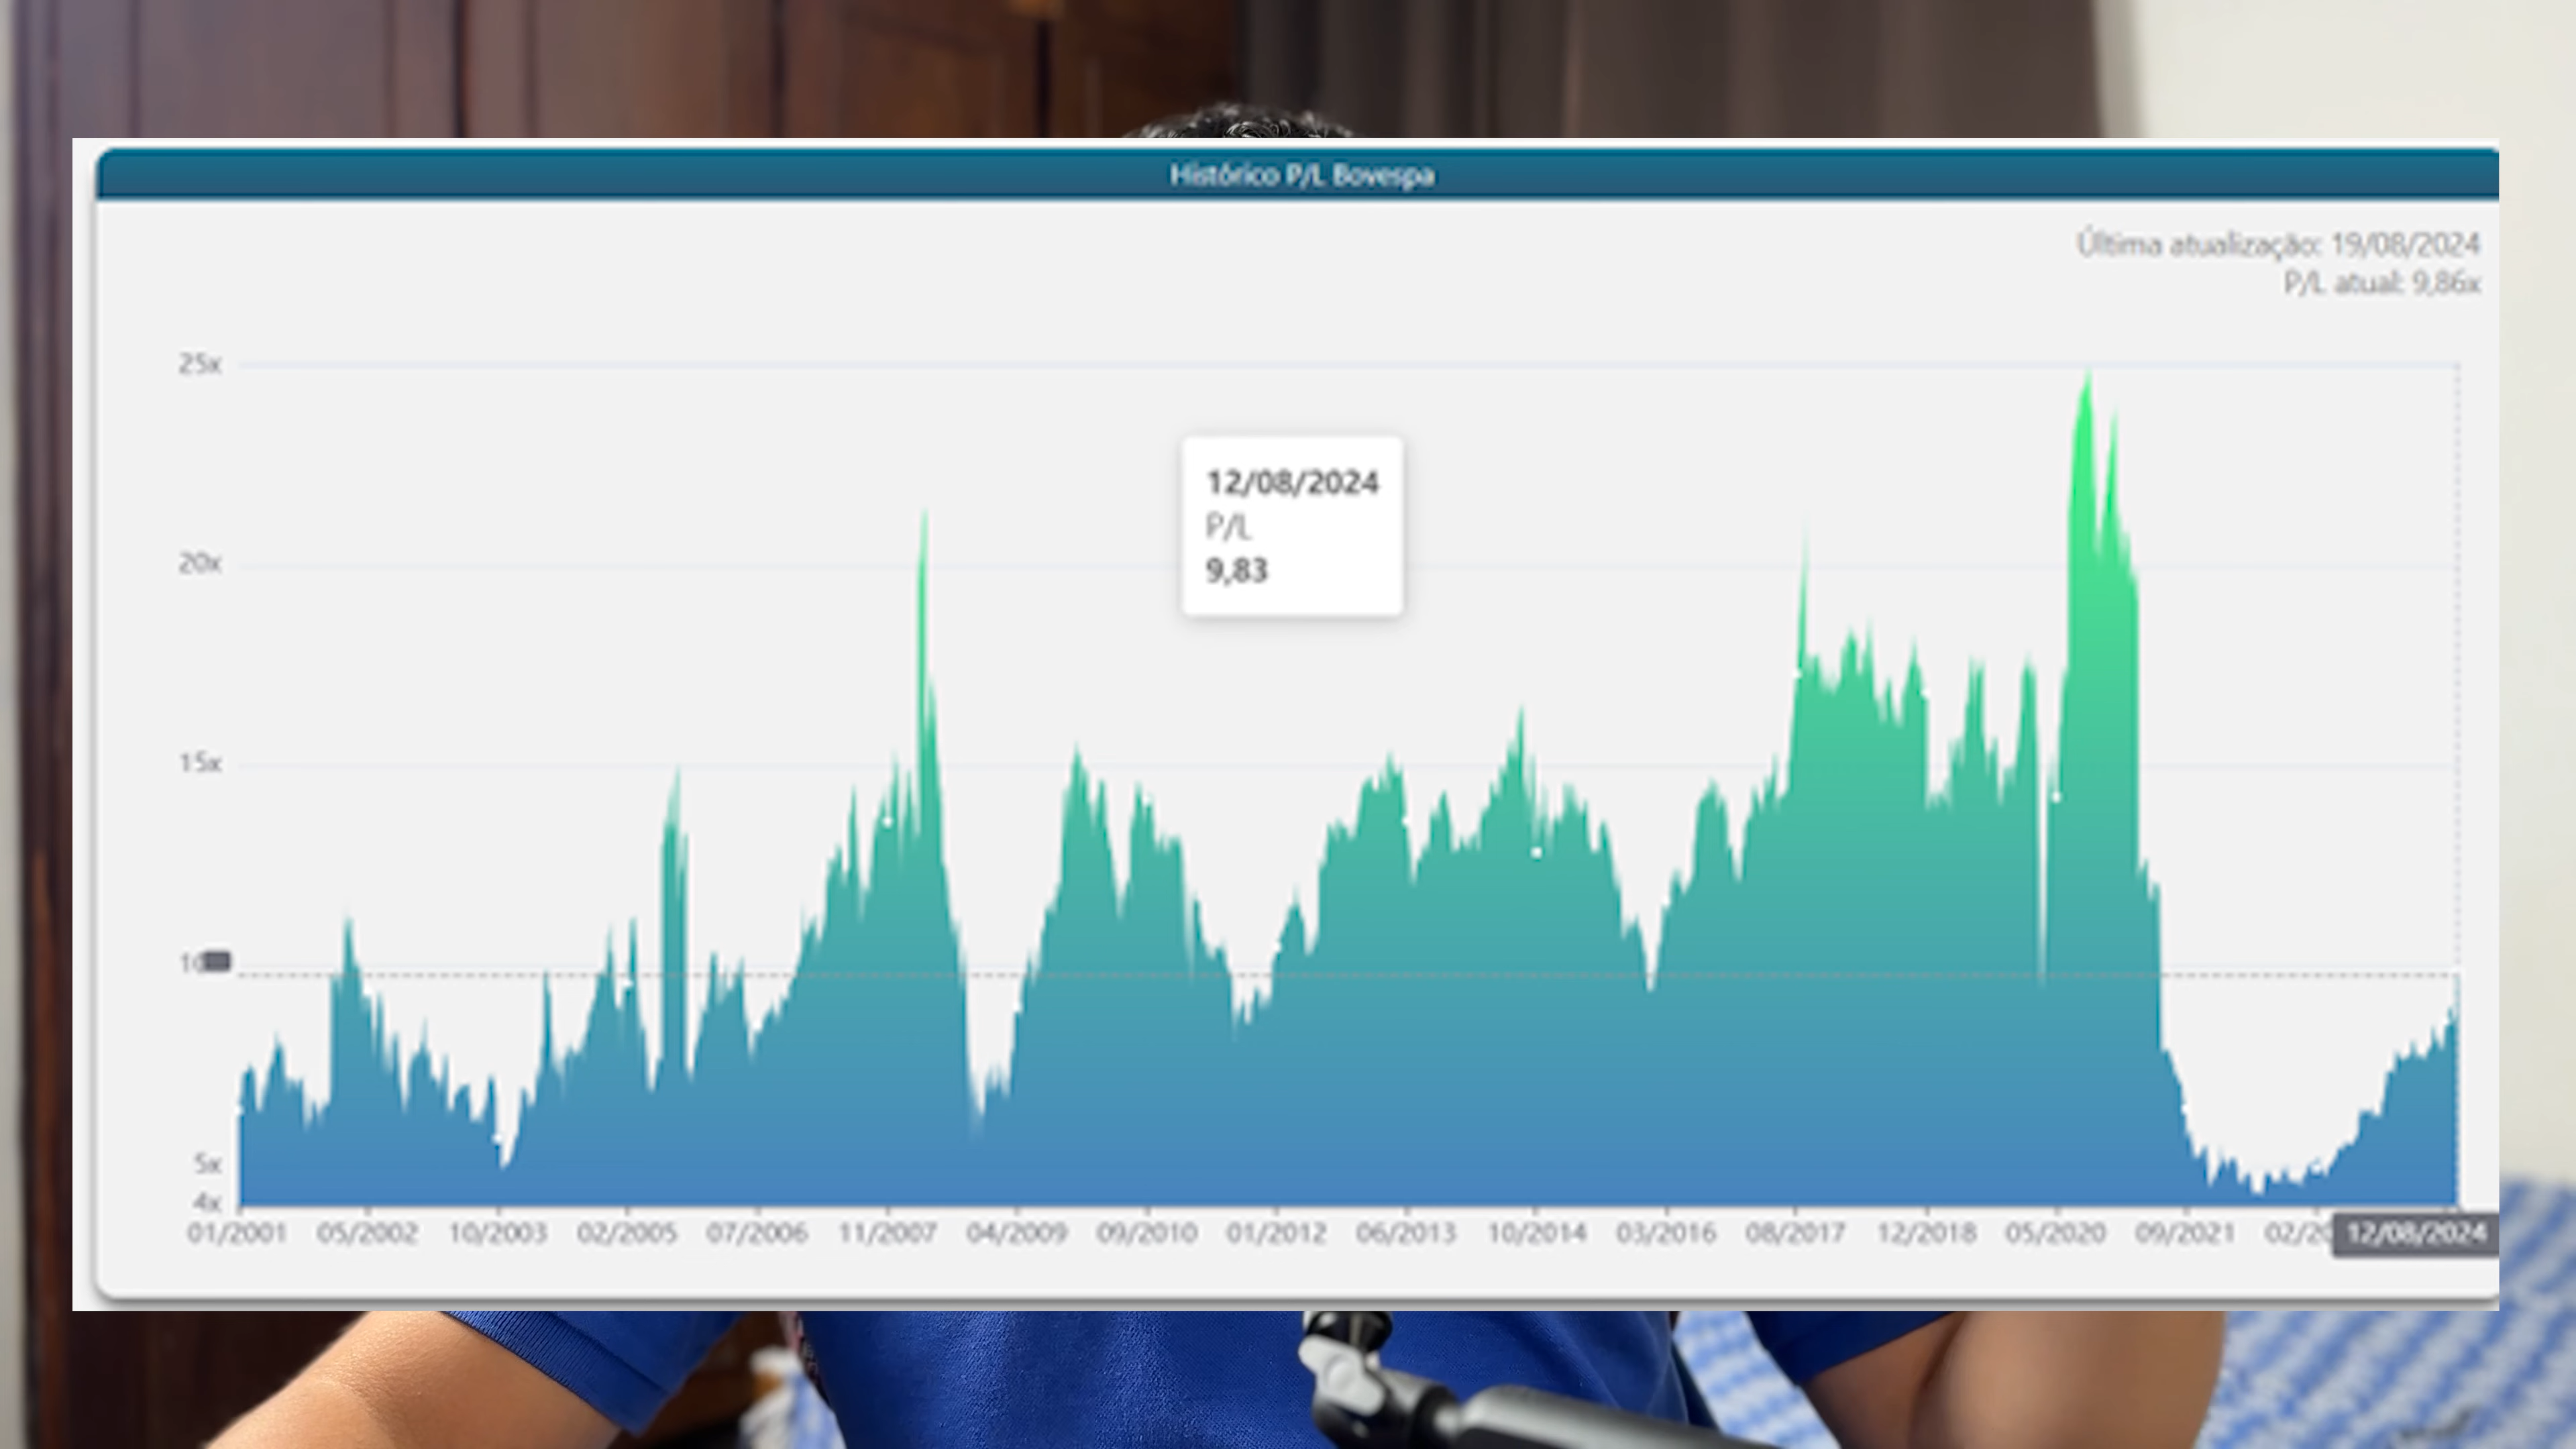 Histórico P/L Bovespa
Última atualização: 19/08/2024
P/L atual: 9,86x
25x
12/08/2024
P/L
9,83
20x
15x
5x
4x
01/2001 05/2002 10/2003 02/2005 07/2006 11/2007 04/2009 09/2010 01/2012 06/2013 10/2014 03/2016 08/2017 12/2018 05/2020 09/2021 12/08/2024